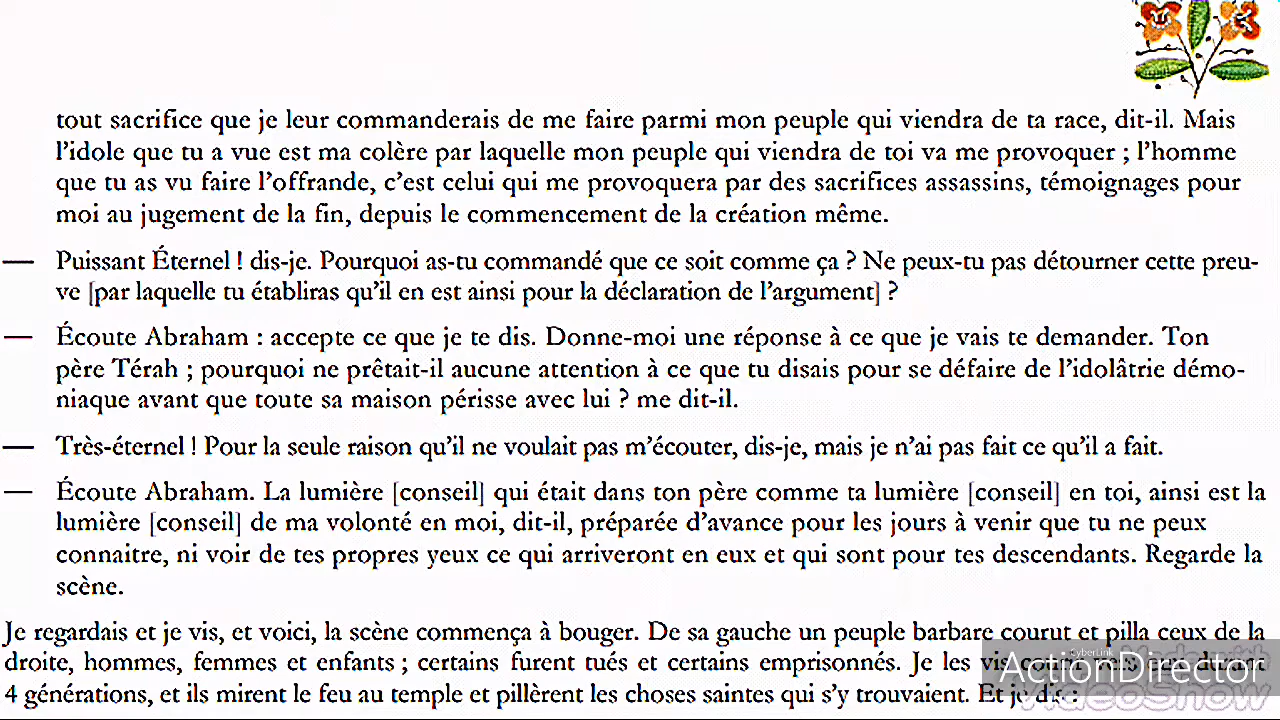 tout sacrifice que je leur commanderais de me faire parmi mon peuple qui viendra de ta race, dit-il. Mais
l'idole que tu a vue est ma colère par laquelle mon peuple qui viendra de toi va me provoquer ; l'homme
que tu as vu faire l'offrande, c'est celui qui me provoquera par des sacrifices assassins, témoignages pour
moi au jugement de la fin, depuis le commencement de la création même.
— Puissant Éternel ! dis-je. Pourquoi as-tu commandé que ce soit comme ça ? Ne peux-tu pas détourner cette preu-
ve [par laquelle tu établiras qu'il en est ainsi pour la déclaration de l'argument] ?
— Écoute Abraham : accepte ce que je te dis. Donne-moi une réponse à ce que je vais te demander. Ton
père Térah ; pourquoi ne prêtait-il aucune attention à ce que tu disais pour se défaire de l'idolâtrie démo-
niaque avant que toute sa maison périsse avec lui ? me dit-il.
— Très-éternel ! Pour la seule raison qu'il ne voulait pas m'écouter, dis-je, mais je n'ai pas fait ce qu'il a fait.
— Écoute Abraham. La lumière [conseil] qui était dans ton père comme ta lumière [conseil] en toi, ainsi est la
lumière [conseil] de ma volonté en moi, dit-il, préparée d'avance pour les jours à venir que tu ne peux
connaitre, ni voir de tes propres yeux ce qui arriveront en eux et qui sont pour tes descendants. Regarde la
scène.
Je regardais et je vis, et voici, la scène commença à bouger. De sa gauche un peuple barbare courut et pilla ceux de la
droite, hommes, femmes et enfants ; certains furent tués et certains emprisonnés. Je les vis durant
4 générations, et ils mirent le feu au temple et pillèrent les choses saintes qui s'y trouvaient. Et je dis :
CyberLink
ActionDirector
Made with
VideoShow